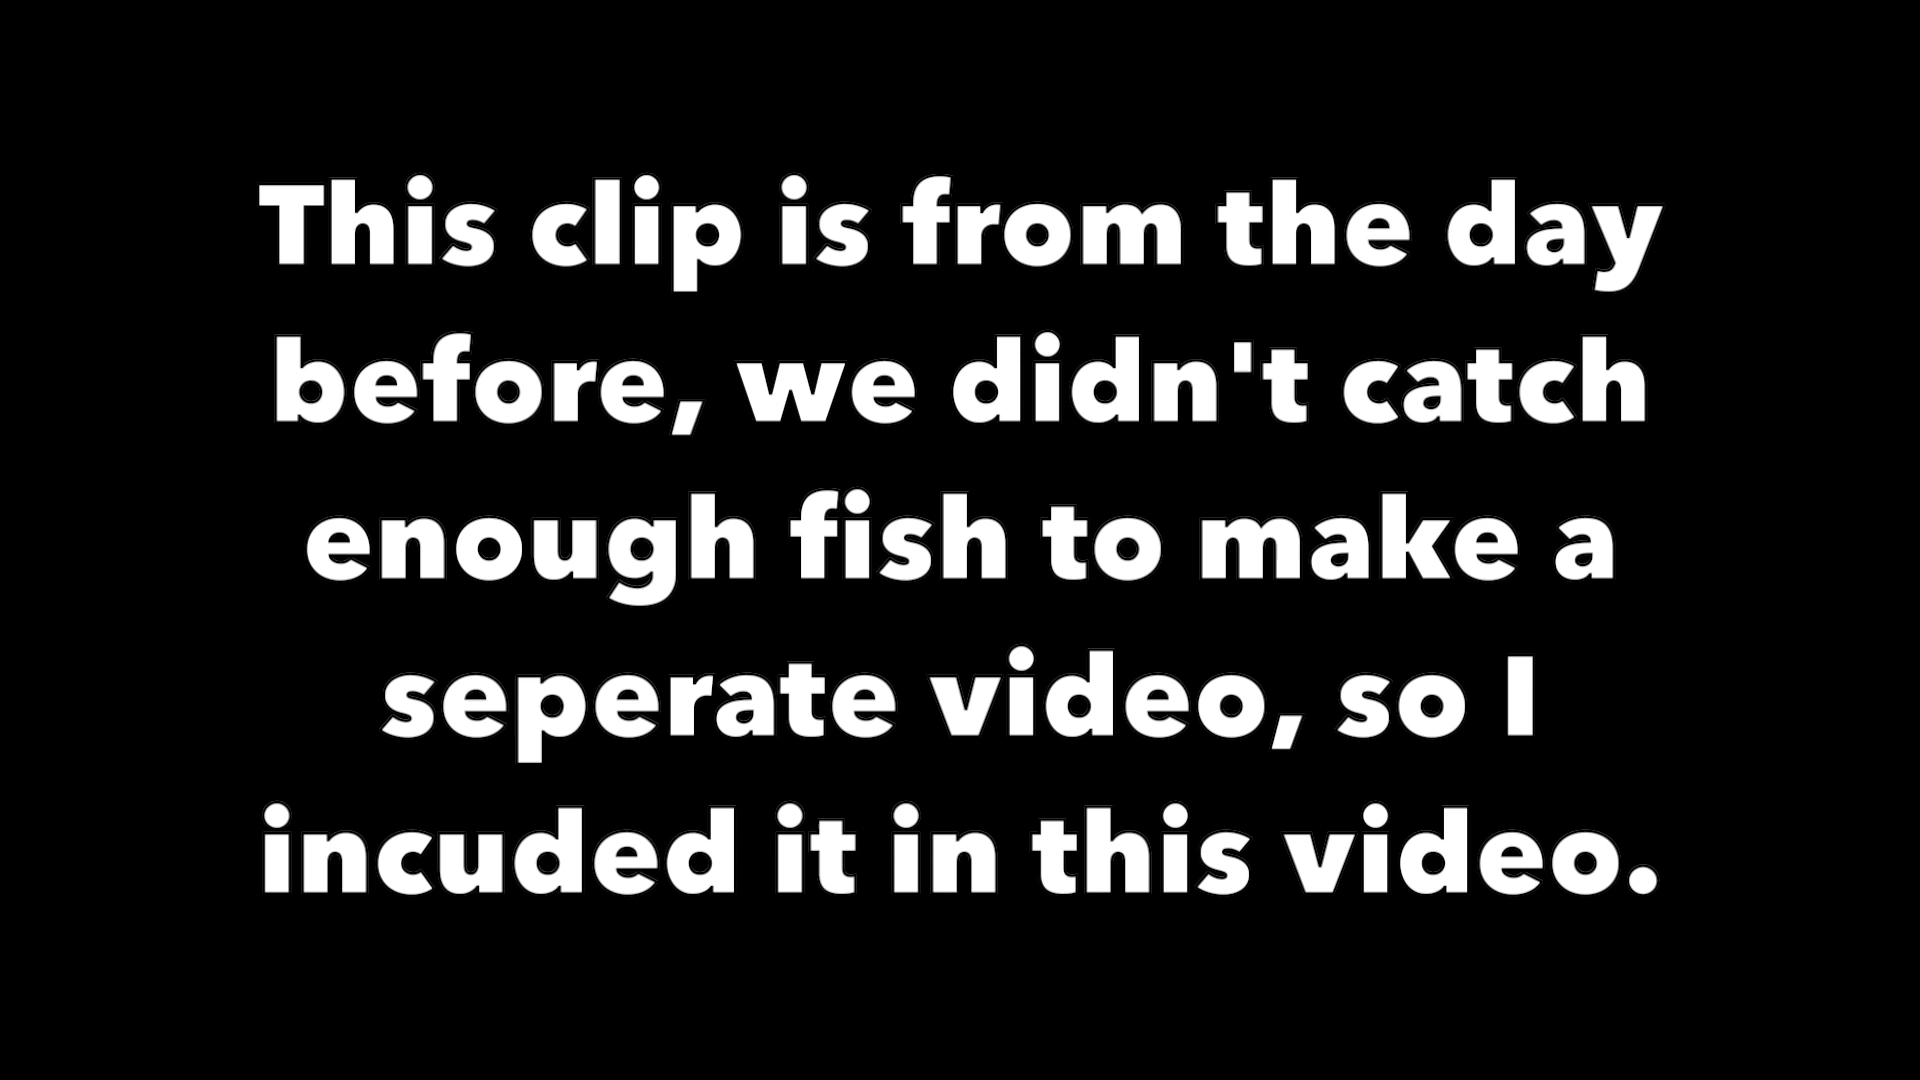 This clip is from the day
before, we didn't catch
enough fish to make a
seperate video, so I
incuded it in this video.